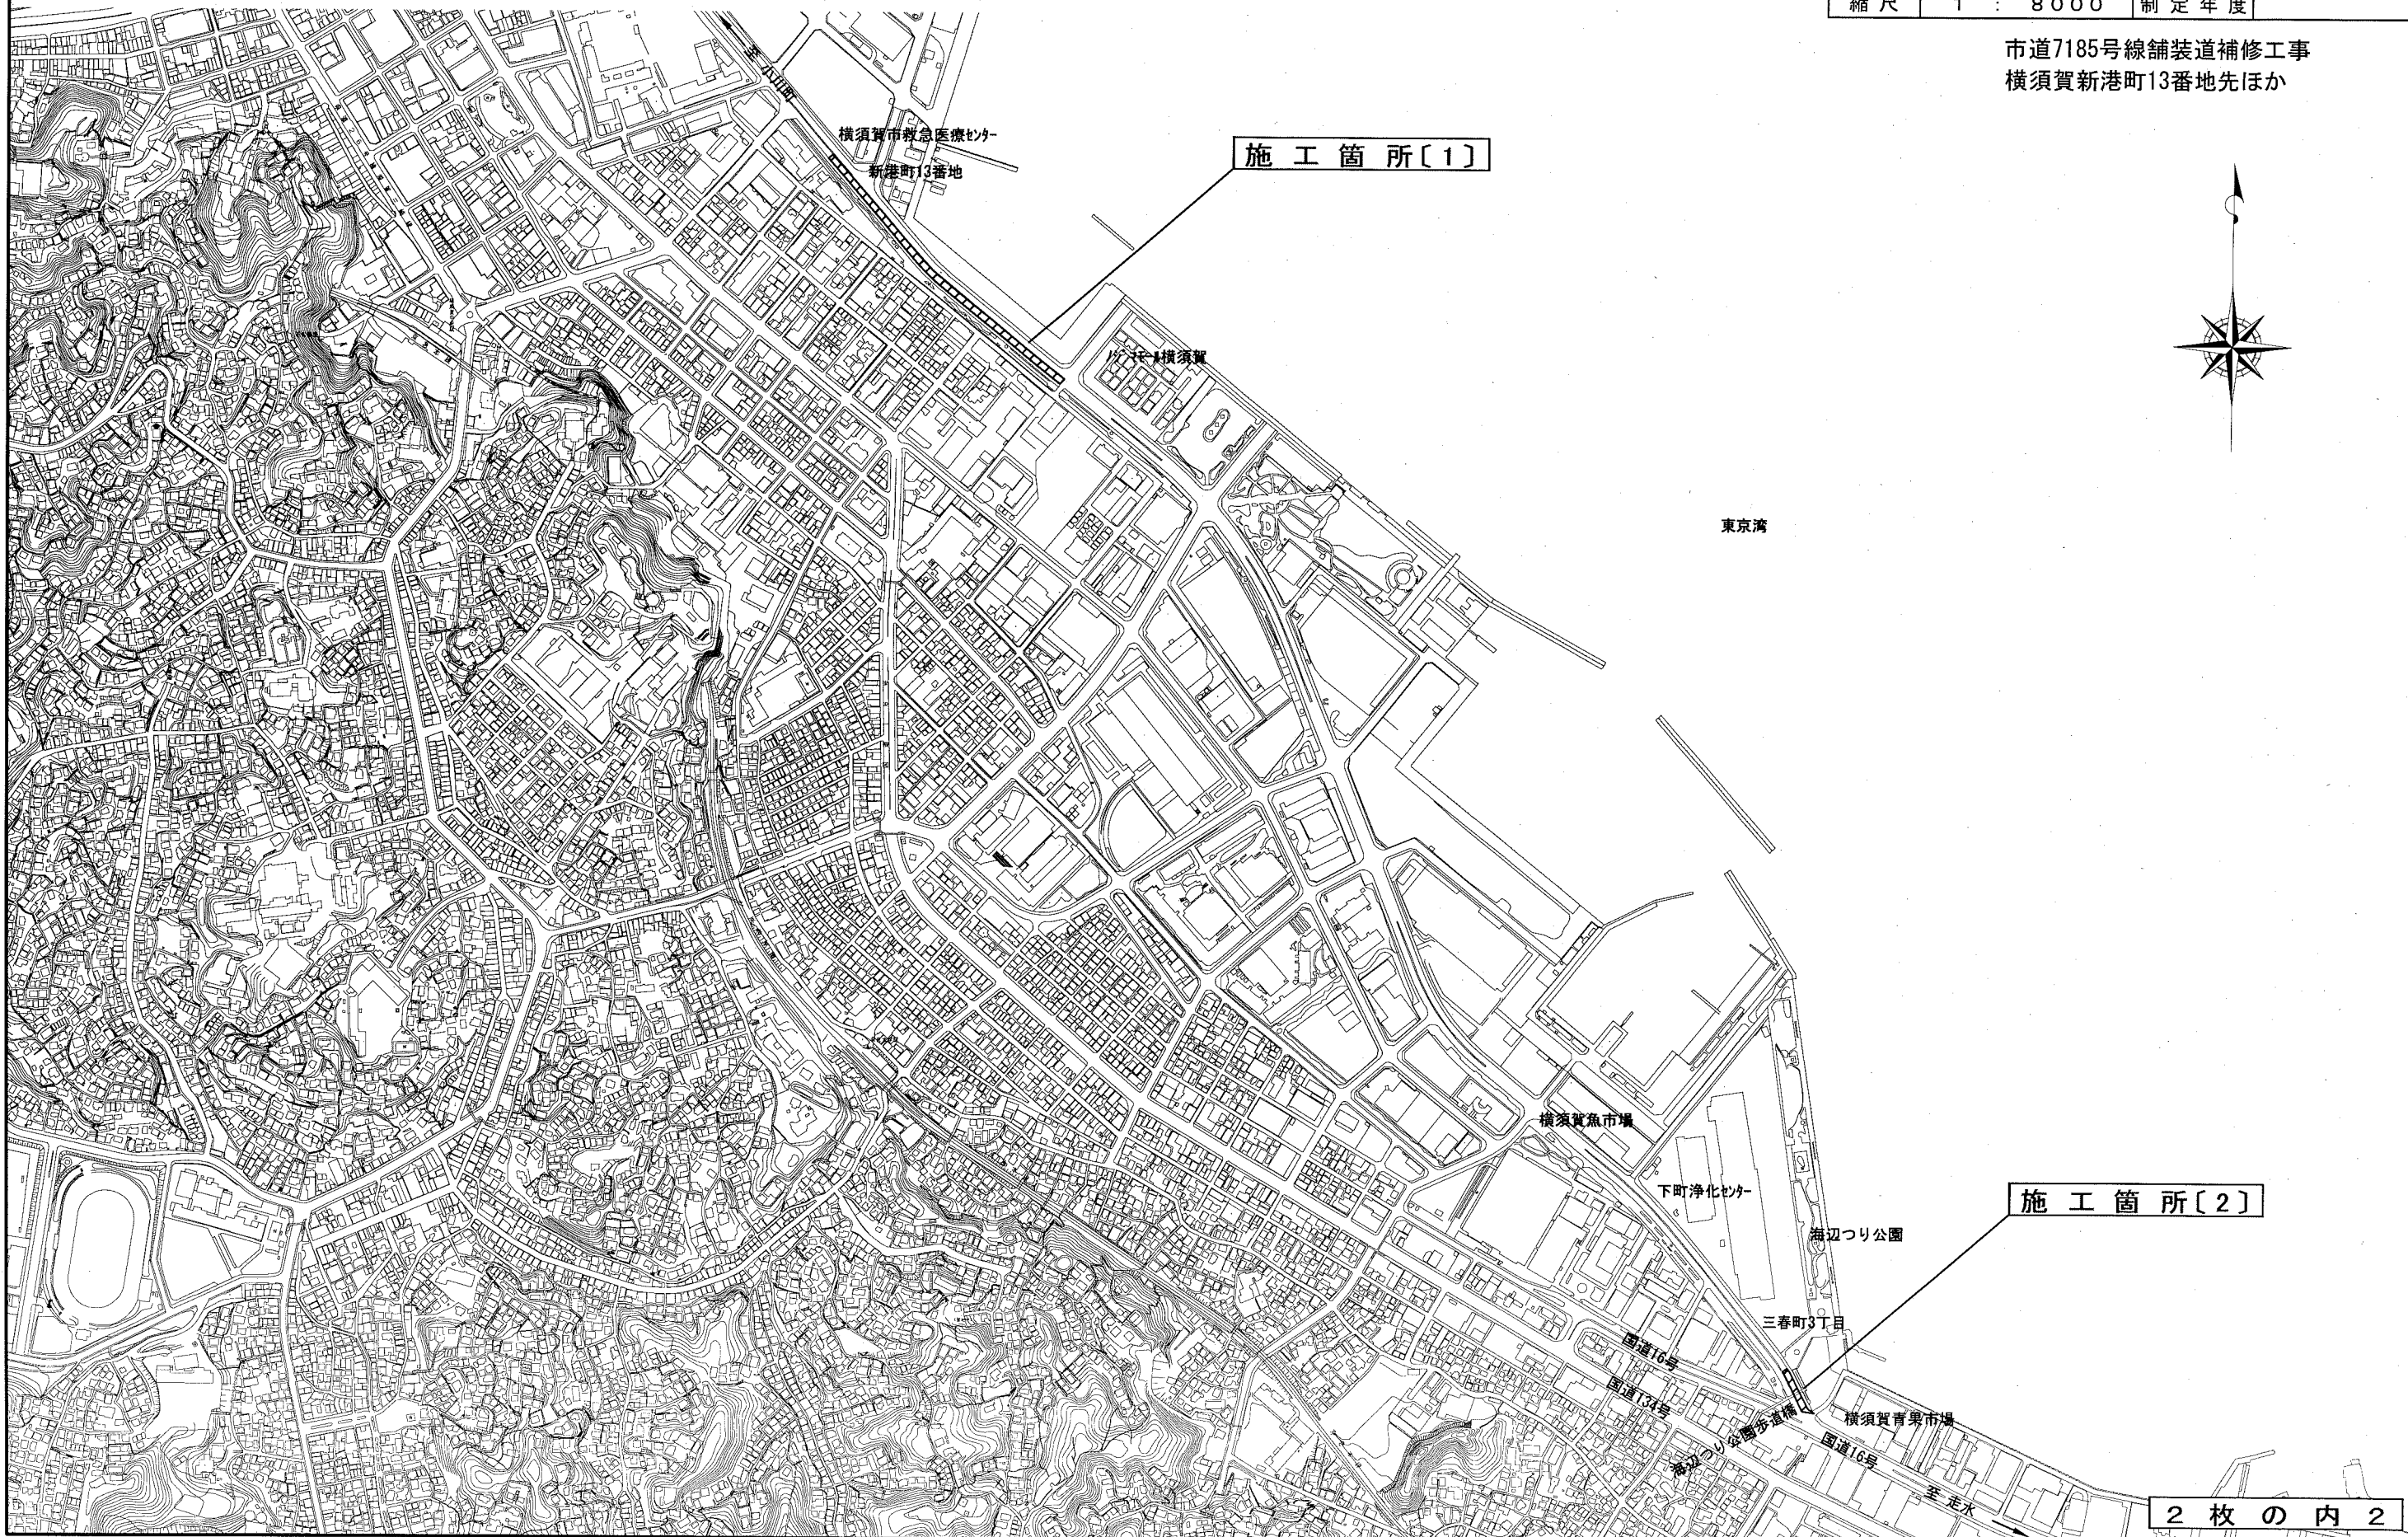 縮尺 1 : 8000 制定年度
市道7185号線舗装道補修工事
横須賀新港町13番地先ほか
至 小川町
横須賀市救急医療ｾﾝﾀｰ
新港町13番地
施工箇所〔1〕
ﾉｼﾞﾏﾓｰﾙ横須賀
東京湾
横須賀魚市場
下町浄化ｾﾝﾀｰ
施工箇所〔2〕
海辺つり公園
三春町3丁目
国道16号
国道134号
海辺つり公園歩道橋
横須賀青果市場
国道16号
至 走水
2枚の内2